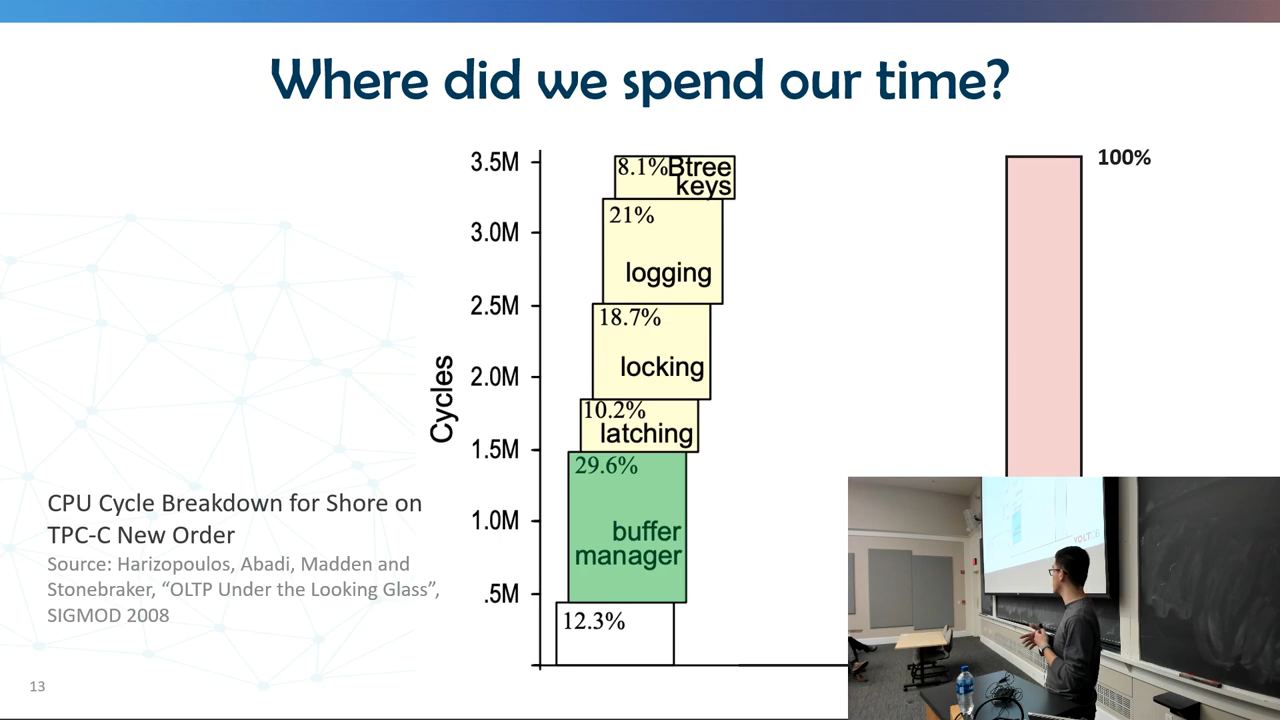 Where did we spend our time?
3.5M
3.0M
2.5M
2.0M
1.5M
1.0M
.5M
Cycles
8.1% Btree
keys
21%
logging
18.7%
locking
10.2%
latching
29.6%
buffer
manager
12.3%
100%
CPU Cycle Breakdown for Shore on
TPC-C New Order
Source: Harizopoulos, Abadi, Madden and
Stonebraker, “OLTP Under the Looking Glass”,
SIGMOD 2008
13